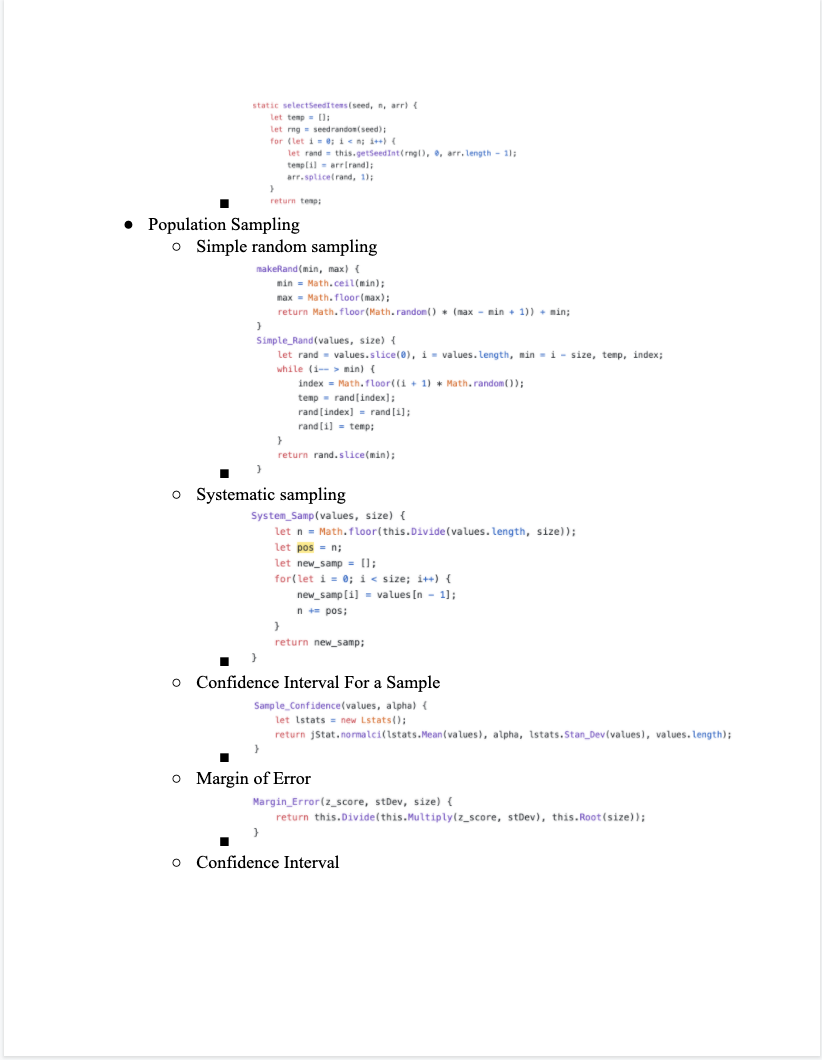 static selectSeedItems(seed, n, arr) {
let temp = [];
let rng = seedrandom(seed);
for (let i = 0; i < n; i++) {
let rand = this.getSeedInt(rng(), 0, arr.length - 1);
temp[i] = arr[rand];
arr.splice(rand, 1);
}
return temp;
Population Sampling
Simple random sampling
makeRand(min, max) {
min = Math.ceil(min);
max = Math.floor(max);
return Math.floor(Math.random() * (max - min + 1)) + min;
}
Simple_Rand(values, size) {
let rand = values.slice(0), i = values.length, min = i - size, temp, index;
while (i-- > min) {
index = Math.floor((i + 1) * Math.random());
temp = rand[index];
rand[index] = rand[i];
rand[i] = temp;
}
return rand.slice(min);
}
Systematic sampling
System_Samp(values, size) {
let n = Math.floor(this.Divide(values.length, size));
let pos = n;
let new_samp = [];
for(let i = 0; i < size; i++) {
new_samp[i] = values[n - 1];
n += pos;
}
return new_samp;
}
Confidence Interval For a Sample
Sample_Confidence(values, alpha) {
let lstats = new Lstats();
return jStat.normalci(lstats.Mean(values), alpha, lstats.Stan_Dev(values), values.length);
}
Margin of Error
Margin_Error(z_score, stDev, size) {
return this.Divide(this.Multiply(z_score, stDev), this.Root(size));
}
Confidence Interval